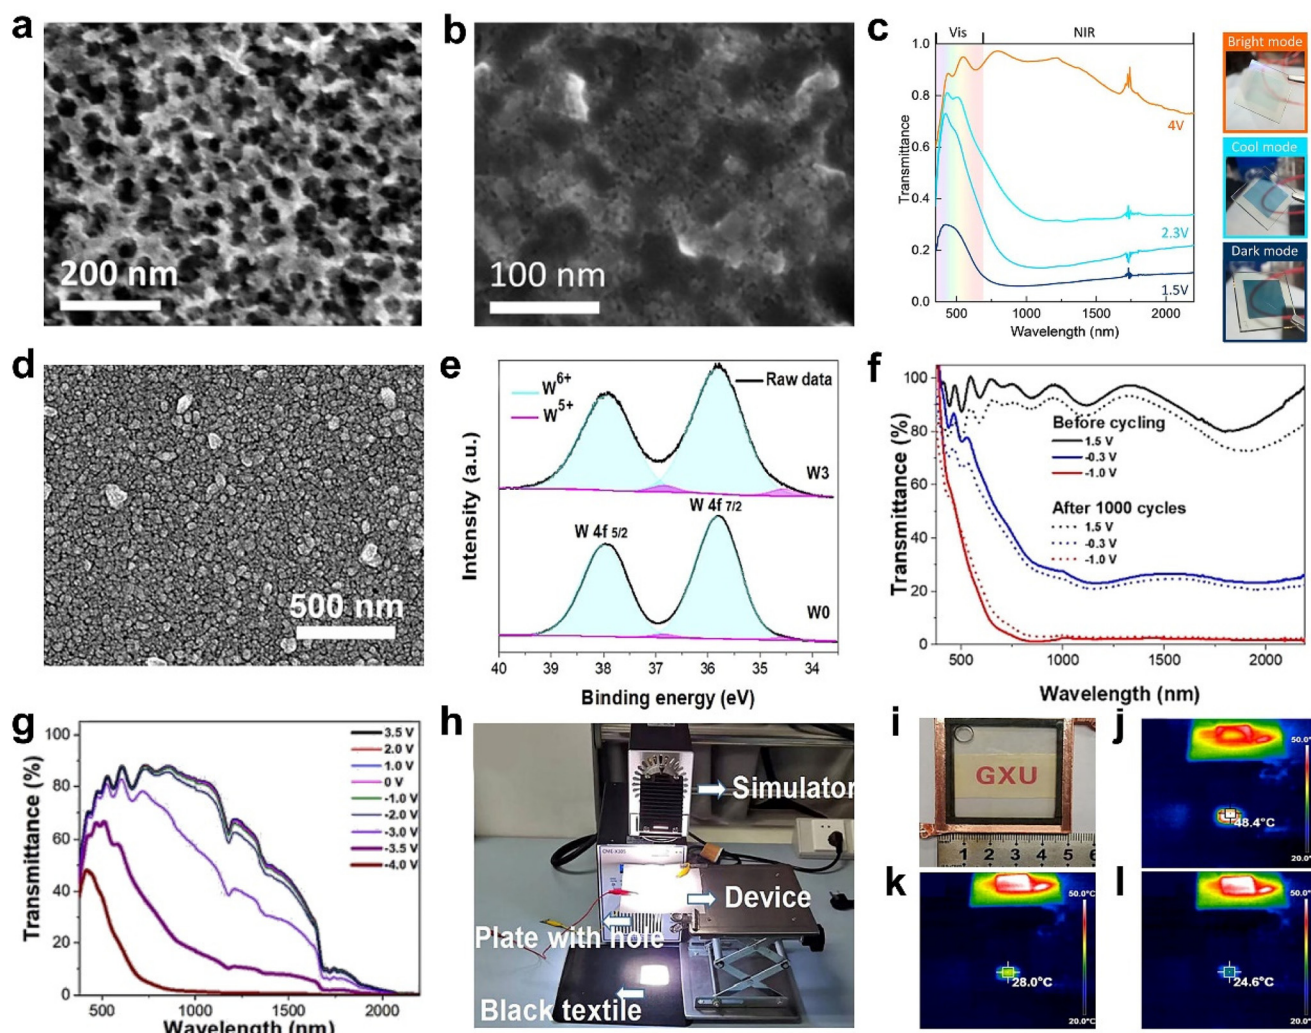 a
200 nm
b
100 nm
c
Vis
NIR
1.0
0.8
0.6
0.4
0.2
0.0
Transmittance
4V
2.3V
1.5V
500
1000
1500
2000
Wavelength (nm)
Bright mode
Cool mode
Dark mode
d
500 nm
e
W6+
W5+
Raw data
W3
W 4f 5/2
W 4f 7/2
W0
Intensity (a.u.)
40
39
38
37
36
35
34
Binding energy (eV)
f
100
80
60
40
20
0
Transmittance (%)
Before cycling
1.5 V
-0.3 V
-1.0 V
After 1000 cycles
1.5 V
-0.3 V
-1.0 V
500
1000
1500
2000
Wavelength (nm)
g
100
80
60
40
20
0
Transmittance (%)
3.5 V
2.0 V
1.0 V
0 V
-1.0 V
-2.0 V
-3.0 V
-3.5 V
-4.0 V
500
1000
1500
2000
Wavelength (nm)
h
Simulator
Device
Plate with hole
Black textile
i
GXU
1 2 3 4 5 6
j
50.0°
48.4°C
20.0°
k
50.0°C
28.0°C
20.0°C
l
50.0°
24.6°C
20.0°